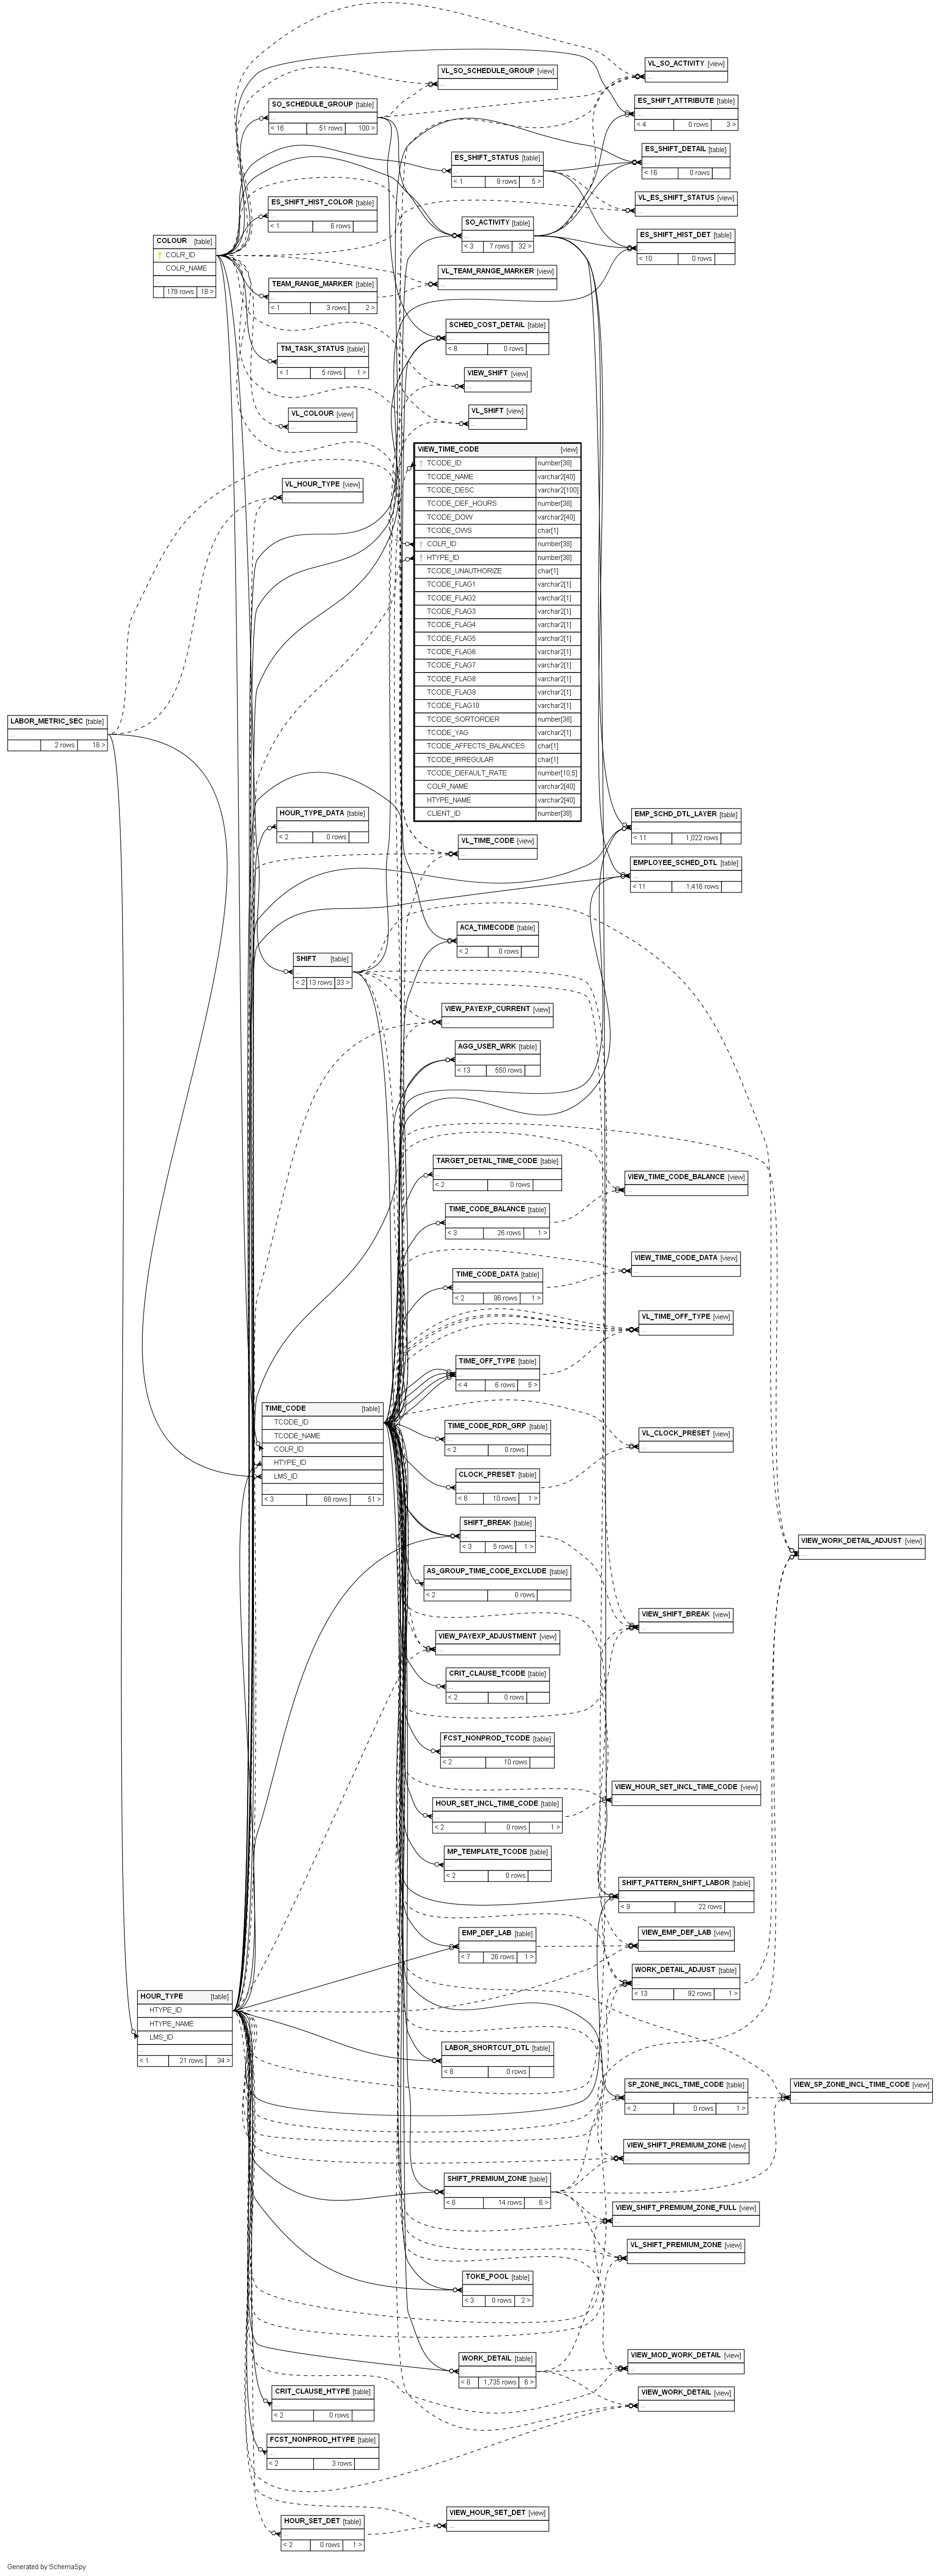 VL_SO_ACTIVITY [view]
...
VL_SO_SCHEDULE_GROUP [view]
...
ES_SHIFT_ATTRIBUTE [table]
...
< 4 0 rows 3 >
SO_SCHEDULE_GROUP [table]
...
< 16 51 rows 100 >
ES_SHIFT_DETAIL [table]
...
< 16 0 rows
ES_SHIFT_STATUS [table]
...
< 1 8 rows 5 >
VL_ES_SHIFT_STATUS [view]
...
ES_SHIFT_HIST_COLOR [table]
...
< 1 6 rows
SO_ACTIVITY [table]
...
< 3 7 rows 32 >
ES_SHIFT_HIST_DET [table]
...
< 10 0 rows
COLOUR [table]
COLR_ID
COLR_NAME
...
179 rows 18 >
VL_TEAM_RANGE_MARKER [view]
...
TEAM_RANGE_MARKER [table]
...
< 1 3 rows 2 >
SCHED_COST_DETAIL [table]
...
< 8 0 rows
TM_TASK_STATUS [table]
...
< 1 5 rows 1 >
VIEW_SHIFT [view]
...
VL_COLOUR [view]
...
VL_SHIFT [view]
...
VIEW_TIME_CODE [view]
TCODE_ID number[38]
TCODE_NAME varchar2[40]
TCODE_DESC varchar2[100]
TCODE_DEF_HOURS number[38]
TCODE_DOW varchar2[40]
TCODE_OWS char[1]
COLR_ID number[38]
HTYPE_ID number[38]
TCODE_UNAUTHORIZE char[1]
TCODE_FLAG1 varchar2[1]
TCODE_FLAG2 varchar2[1]
TCODE_FLAG3 varchar2[1]
TCODE_FLAG4 varchar2[1]
TCODE_FLAG5 varchar2[1]
TCODE_FLAG6 varchar2[1]
TCODE_FLAG7 varchar2[1]
TCODE_FLAG8 varchar2[1]
TCODE_FLAG9 varchar2[1]
TCODE_FLAG10 varchar2[1]
TCODE_SORTORDER number[38]
TCODE_YAG varchar2[1]
TCODE_AFFECTS_BALANCES char[1]
TCODE_IRREGULAR char[1]
TCODE_DEFAULT_RATE number[10,5]
COLR_NAME varchar2[40]
HTYPE_NAME varchar2[40]
CLIENT_ID number[38]
VL_HOUR_TYPE [view]
...
LABOR_METRIC_SEC [table]
...
2 rows 18 >
HOUR_TYPE_DATA [table]
...
< 2 0 rows
EMP_SCHD_DTL_LAYER [table]
...
< 11 1,022 rows
VL_TIME_CODE [view]
...
EMPLOYEE_SCHED_DTL [table]
...
< 11 1,416 rows
ACA_TIMECODE [table]
...
< 2 0 rows
SHIFT [table]
...
< 2 13 rows 33 >
VIEW_PAYEXP_CURRENT [view]
...
AGG_USER_WRK [table]
...
< 13 550 rows
TARGET_DETAIL_TIME_CODE [table]
...
< 2 0 rows
VIEW_TIME_CODE_BALANCE [view]
...
TIME_CODE_BALANCE [table]
...
< 3 26 rows 1 >
VIEW_TIME_CODE_DATA [view]
...
TIME_CODE_DATA [table]
...
< 2 96 rows 1 >
VL_TIME_OFF_TYPE [view]
...
TIME_OFF_TYPE [table]
...
< 4 6 rows 5 >
TIME_CODE [table]
TCODE_ID
TCODE_NAME
COLR_ID
HTYPE_ID
LMS_ID
...
< 3 68 rows 51 >
TIME_CODE_RDR_GRP [table]
...
< 2 0 rows
VL_CLOCK_PRESET [view]
...
CLOCK_PRESET [table]
...
< 6 10 rows 1 >
SHIFT_BREAK [table]
...
< 3 5 rows 1 >
VIEW_WORK_DETAIL_ADJUST [view]
...
AS_GROUP_TIME_CODE_EXCLUDE [table]
...
< 2 0 rows
VIEW_SHIFT_BREAK [view]
...
VIEW_PAYEXP_ADJUSTMENT [view]
...
CRIT_CLAUSE_TCODE [table]
...
< 2 0 rows
FCST_NONPROD_TCODE [table]
...
< 2 10 rows
VIEW_HOUR_SET_INCL_TIME_CODE [view]
...
HOUR_SET_INCL_TIME_CODE [table]
...
< 2 0 rows 1 >
MP_TEMPLATE_TCODE [table]
...
< 2 0 rows
SHIFT_PATTERN_SHIFT_LABOR [table]
...
< 9 22 rows
EMP_DEF_LAB [table]
...
< 7 26 rows 1 >
VIEW_EMP_DEF_LAB [view]
...
WORK_DETAIL_ADJUST [table]
...
< 13 92 rows 1 >
HOUR_TYPE [table]
HTYPE_ID
HTYPE_NAME
LMS_ID
...
< 1 21 rows 34 >
LABOR_SHORTCUT_DTL [table]
...
< 8 0 rows
SP_ZONE_INCL_TIME_CODE [table]
...
< 2 0 rows 1 >
VIEW_SP_ZONE_INCL_TIME_CODE [view]
...
VIEW_SHIFT_PREMIUM_ZONE [view]
...
SHIFT_PREMIUM_ZONE [table]
...
< 6 14 rows 6 >
VIEW_SHIFT_PREMIUM_ZONE_FULL [view]
...
VL_SHIFT_PREMIUM_ZONE [view]
...
TOKE_POOL [table]
...
< 3 0 rows 2 >
WORK_DETAIL [table]
...
< 8 1,735 rows 6 >
VIEW_MOD_WORK_DETAIL [view]
...
CRIT_CLAUSE_HTYPE [table]
...
< 2 0 rows
VIEW_WORK_DETAIL [view]
...
FCST_NONPROD_HTYPE [table]
...
< 2 3 rows
VIEW_HOUR_SET_DET [view]
...
HOUR_SET_DET [table]
...
< 2 0 rows 1 >
Generated by SchemaSpy